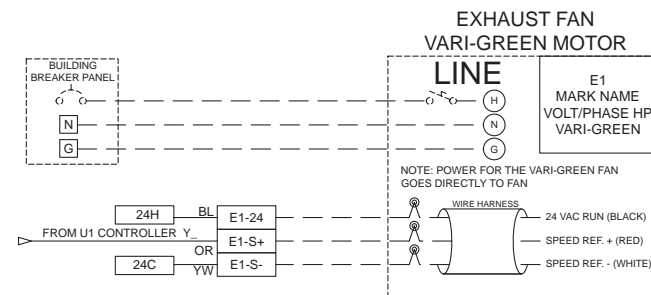 EXHAUST FAN
VARI-GREEN MOTOR
BUILDING
BREAKER PANEL
LINE
E1
MARK NAME
VOLT/PHASE HP
VARI-GREEN
H
N
N
G
G
NOTE: POWER FOR THE VARI-GREEN FAN
GOES DIRECTLY TO FAN
WIRE HARNESS
24H
BL
E1-24
24 VAC RUN (BLACK)
FROM U1 CONTROLLER Y_
OR
E1-S+
SPEED REF. + (RED)
24C
YW
E1-S-
SPEED REF. - (WHITE)